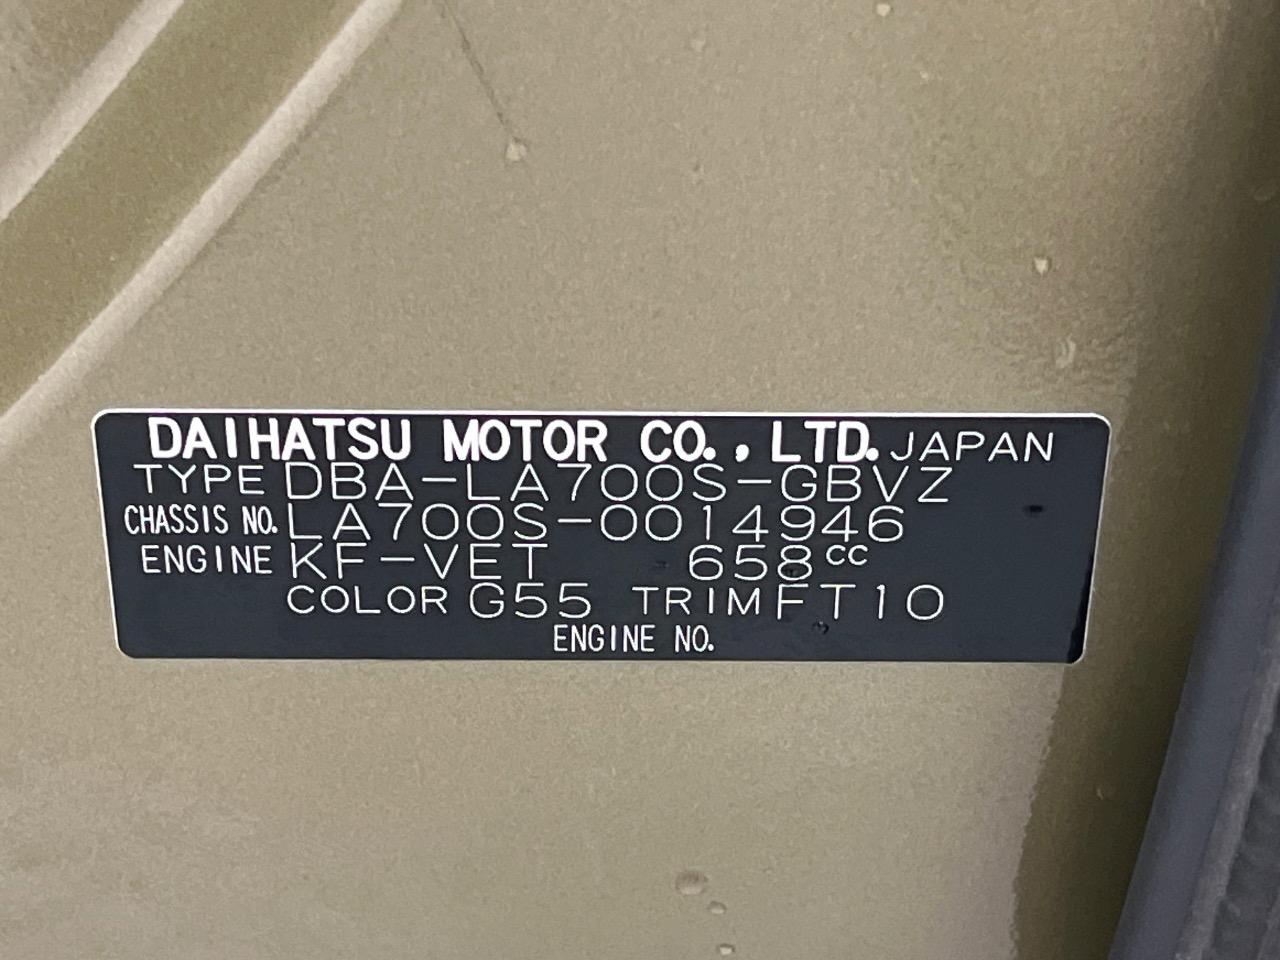 DAIHATSU MOTOR CO., LTD. JAPAN
TYPE DBA-LA700S-GBVZ
CHASSIS NO. LA700S-0014946
ENGINE KF-VET 658cc
COLOR G55 TRIM FT10
ENGINE NO.